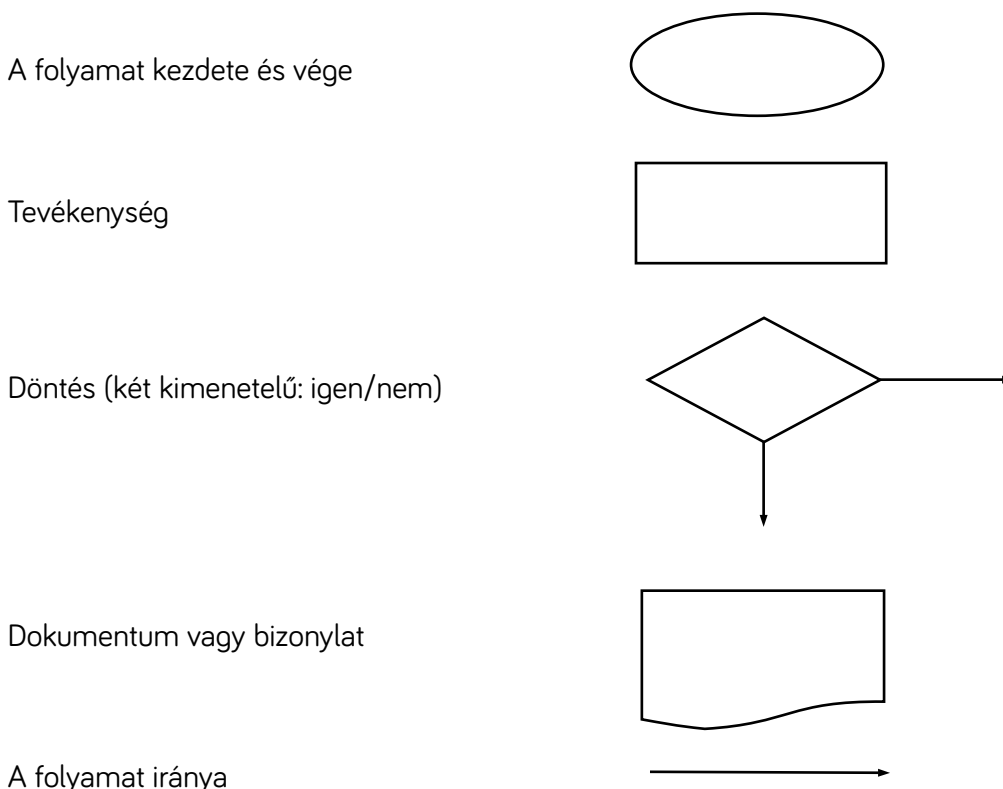 A folyamat kezdete és vége
Tevékenység
Döntés (két kimenetelű: igen/nem)
Dokumentum vagy bizonylat
A folyamat iránya